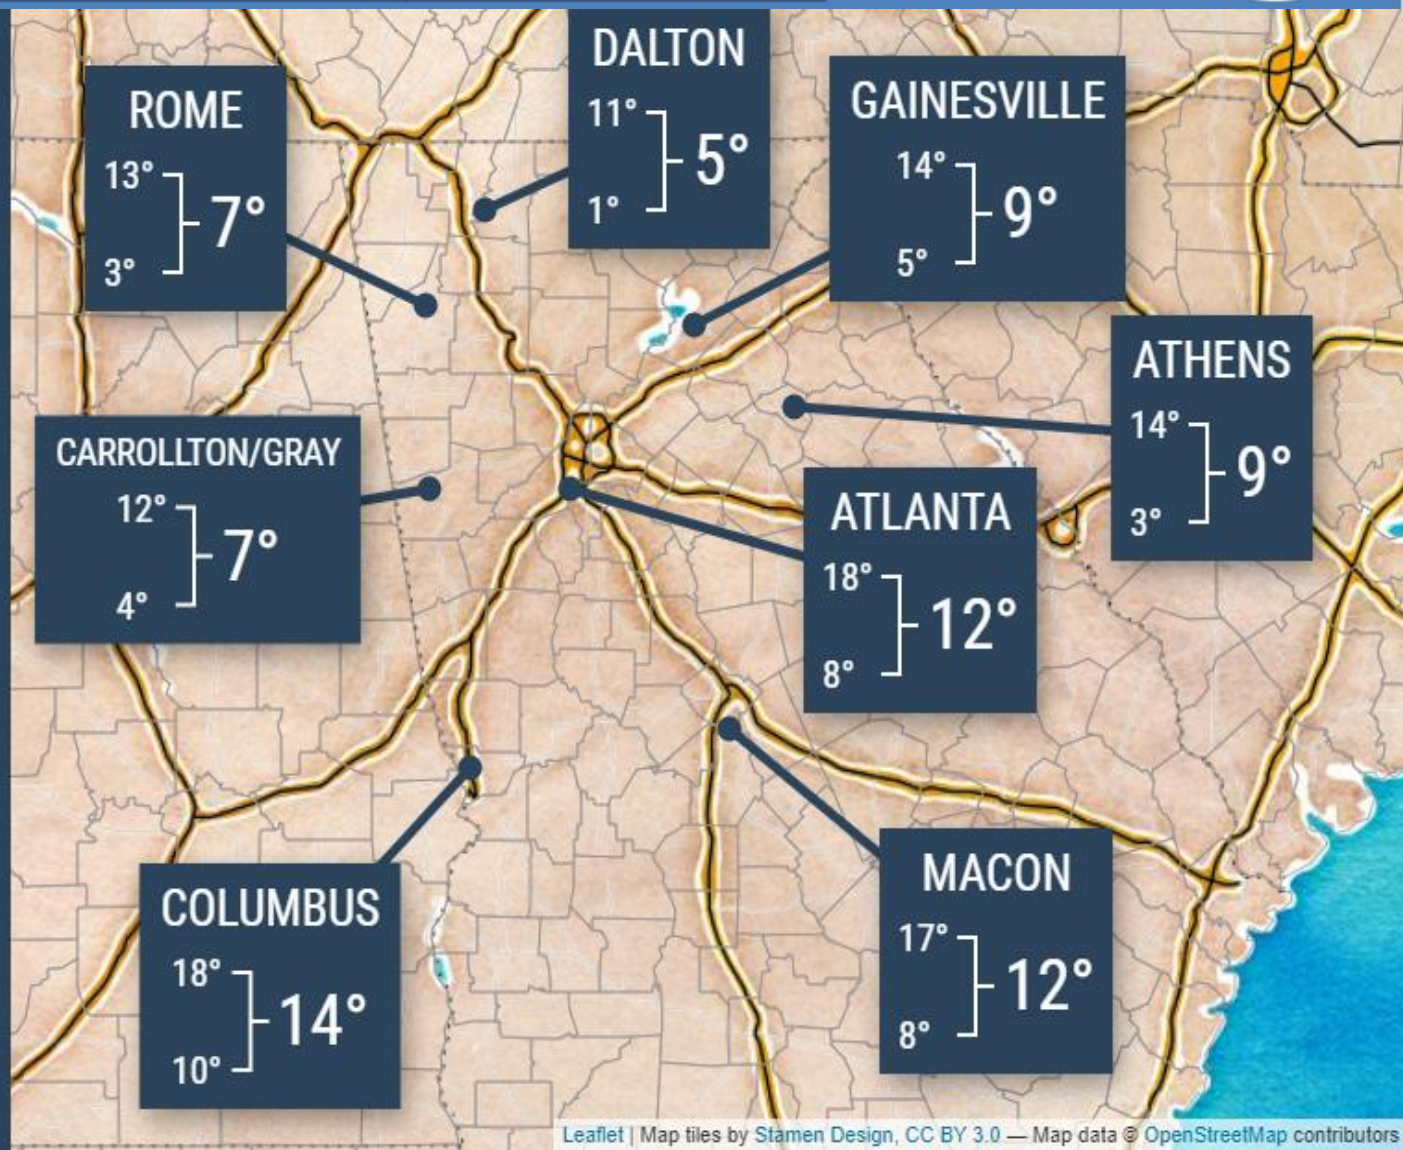 DALTON
11°
5°
1°
GAINESVILLE
14°
9°
5°
ROME
13°
7°
3°
ATHENS
14°
9°
3°
CARROLLTON/GRAY
12°
7°
4°
ATLANTA
18°
12°
8°
MACON
17°
12°
8°
COLUMBUS
18°
14°
10°
Leaflet | Map tiles by Stamen Design, CC BY 3.0 — Map data © OpenStreetMap contributors